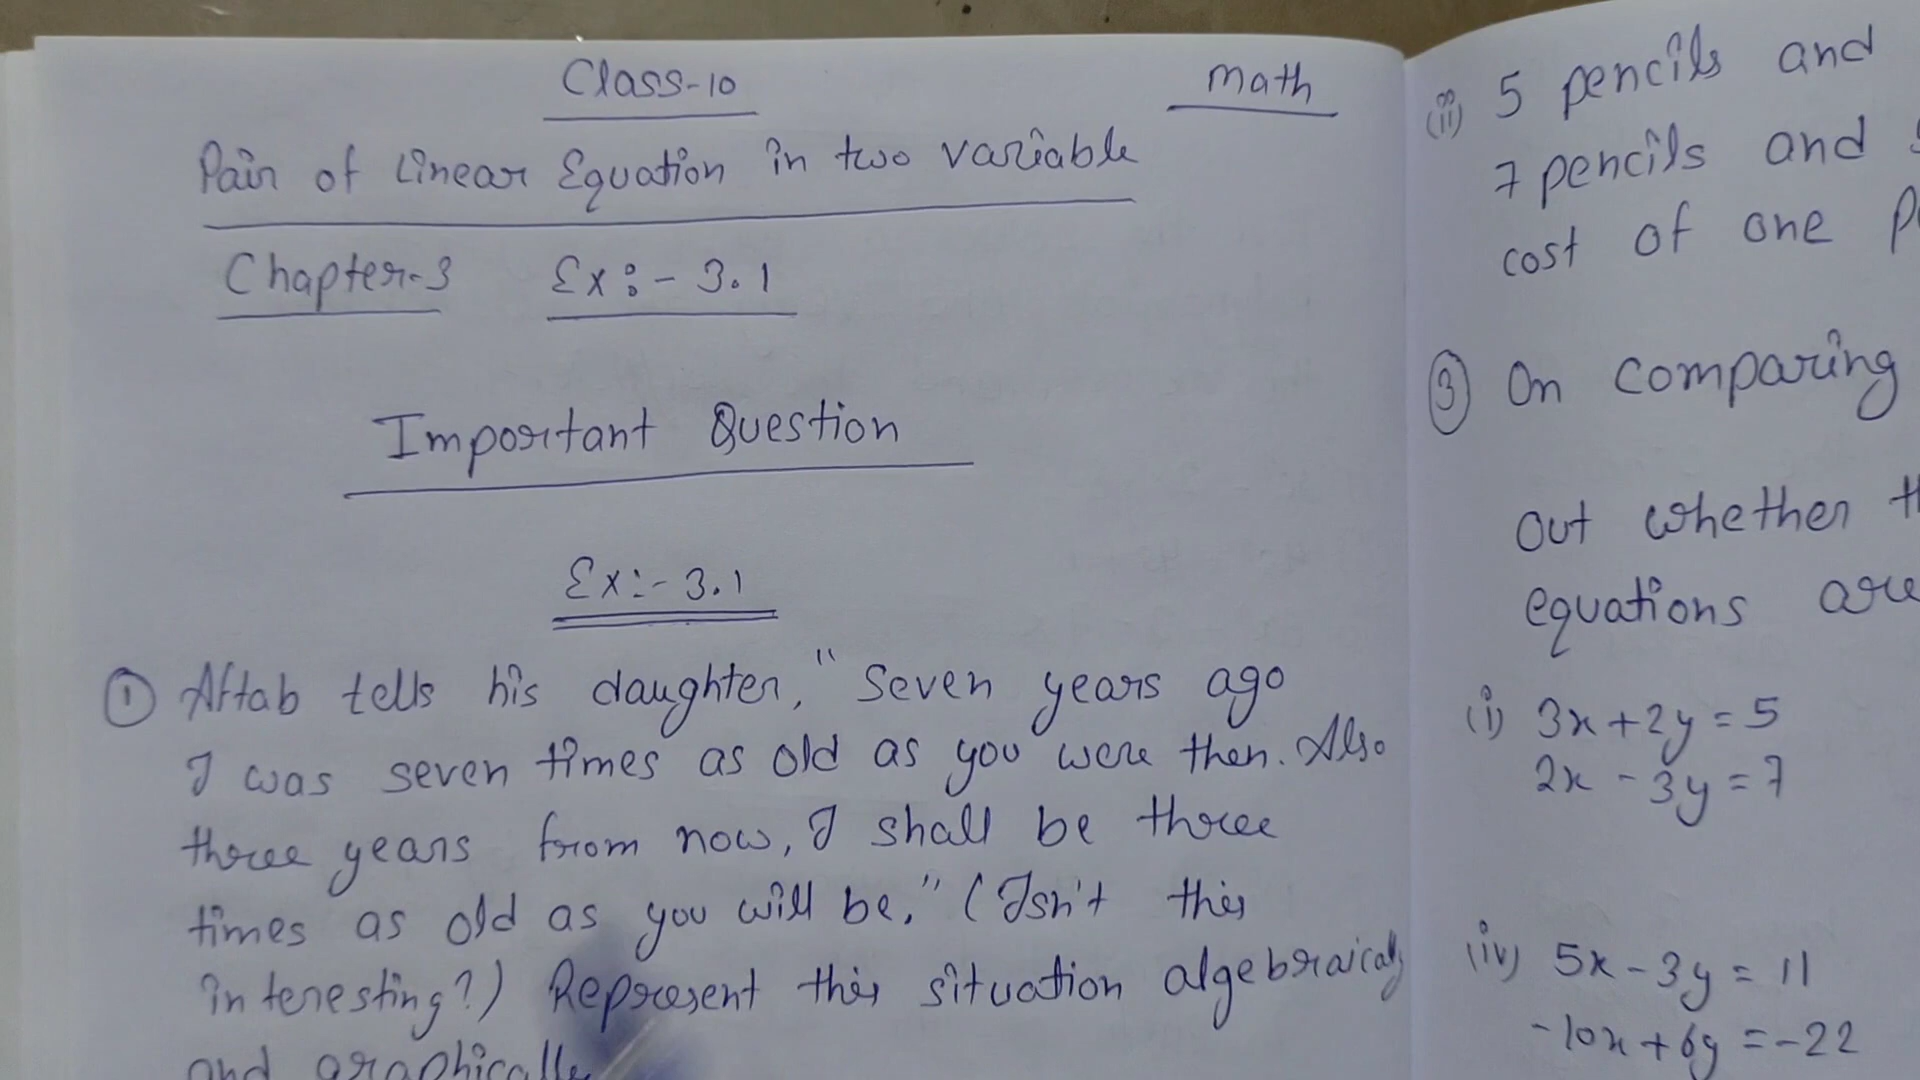 Class-10
Math
Pair of Linear Equation in two variable
Chapter-3 Ex:- 3.1
Important Question
Ex:- 3.1
① Aftab tells his daughter, "Seven years ago
I was seven times as old as you were then. Also
three years from now, I shall be three
times as old as you will be." (Isn't this
interesting?) Represent this situation algebraically
and graphically
(ii) 5 pencils and
7 pencils and
cost of one
③ On comparing
out whether
equations are
(i) 3x+2y=5
2x-3y=7
(iv) 5x-3y=11
-10x+6y=-22